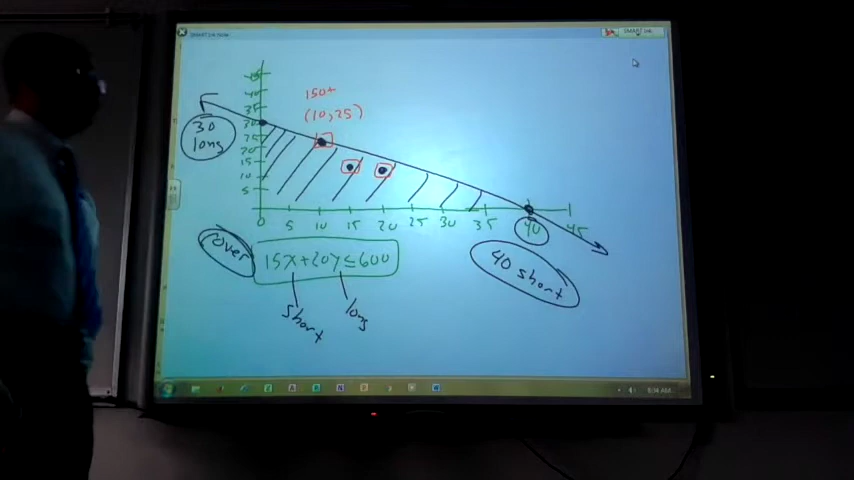 45
40
35
30
25
20
15
10
5
150+
(10,25)
30
long
0 5 10 15 20 25 30 35 40 45
cover
15x+20y≤600
short
long
40 short